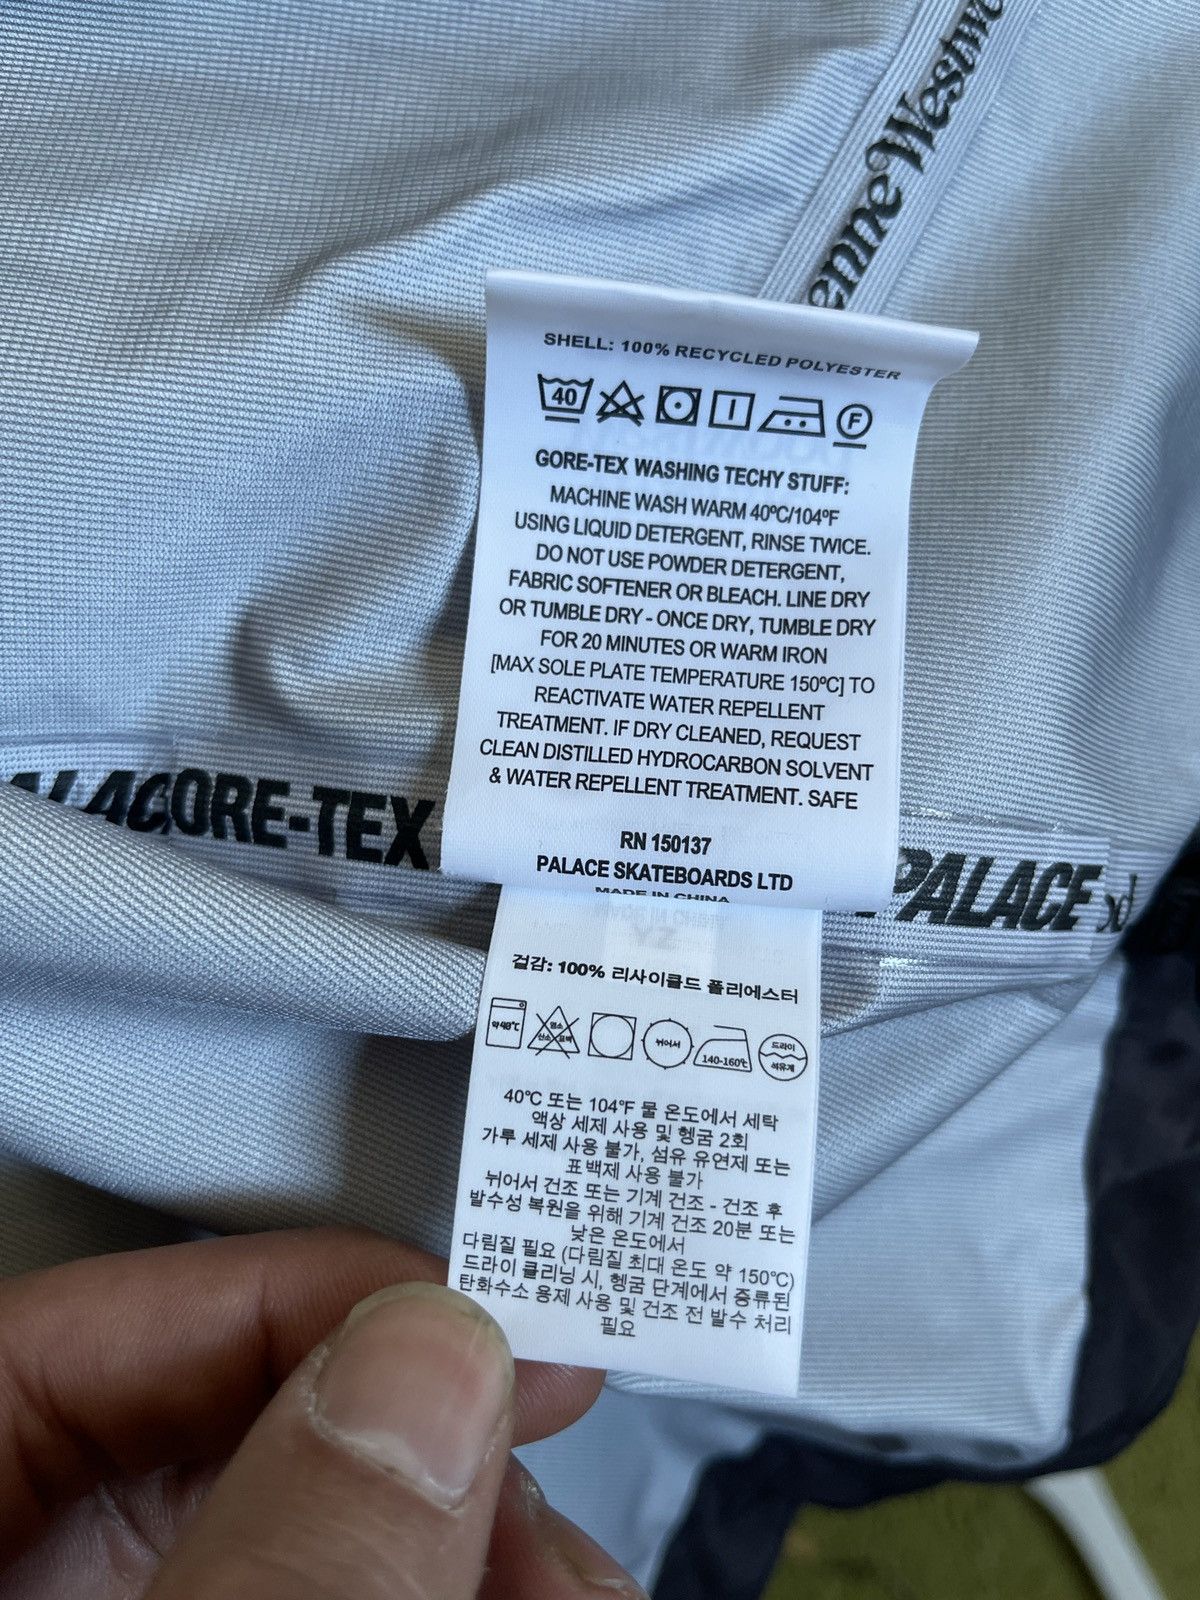 SHELL: 100% RECYCLED POLYESTER
40
F
GORE-TEX WASHING TECHY STUFF:
MACHINE WASH WARM 40ºC/104ºF
USING LIQUID DETERGENT, RINSE TWICE.
DO NOT USE POWDER DETERGENT,
FABRIC SOFTENER OR BLEACH. LINE DRY
OR TUMBLE DRY - ONCE DRY, TUMBLE DRY
FOR 20 MINUTES OR WARM IRON
[MAX SOLE PLATE TEMPERATURE 150ºC] TO
REACTIVATE WATER REPELLENT
TREATMENT. IF DRY CLEANED, REQUEST
CLEAN DISTILLED HYDROCARBON SOLVENT
& WATER REPELLENT TREATMENT. SAFE
GORE-TEX
RN 150137
PALACE SKATEBOARDS LTD
MADE IN CHINA
PALACE
걸감: 100% 리사이클드 폴리에스터
약40℃
염소
산소 표백
뉘어서
140-160℃
드라이
석유계
40℃ 또는 104℉ 물 온도에서 세탁
액상 세제 사용 및 헹굼 2회
가루 세제 사용 불가, 섬유 유연제 또는
표백제 사용 불가
뉘어서 건조 또는 기계 건조 - 건조 후
발수성 복원을 위해 기계 건조 20분 또는
낮은 온도에서
다림질 필요 (다림질 최대 온도 약 150℃)
드라이 클리닝 시, 헹굼 단계에서 증류된
탄화수소 용제 사용 및 건조 전 발수 처리
필요